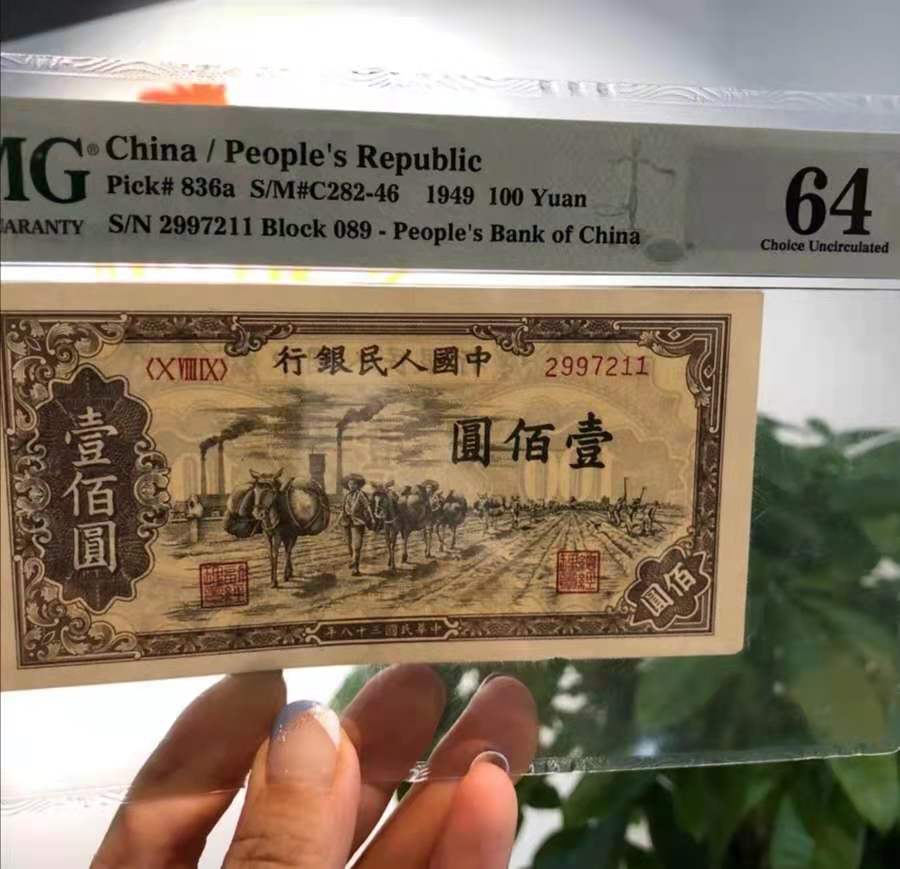 MG® China / People's Republic
Pick# 836a S/M#C282-46 1949 100 Yuan
ARANTY S/N 2997211 Block 089 - People's Bank of China
64
Choice Uncirculated
行銀民人國中
〈X VIII IX〉
2997211
圓佰壹
壹佰圓
佰圓
年八十三國民華中